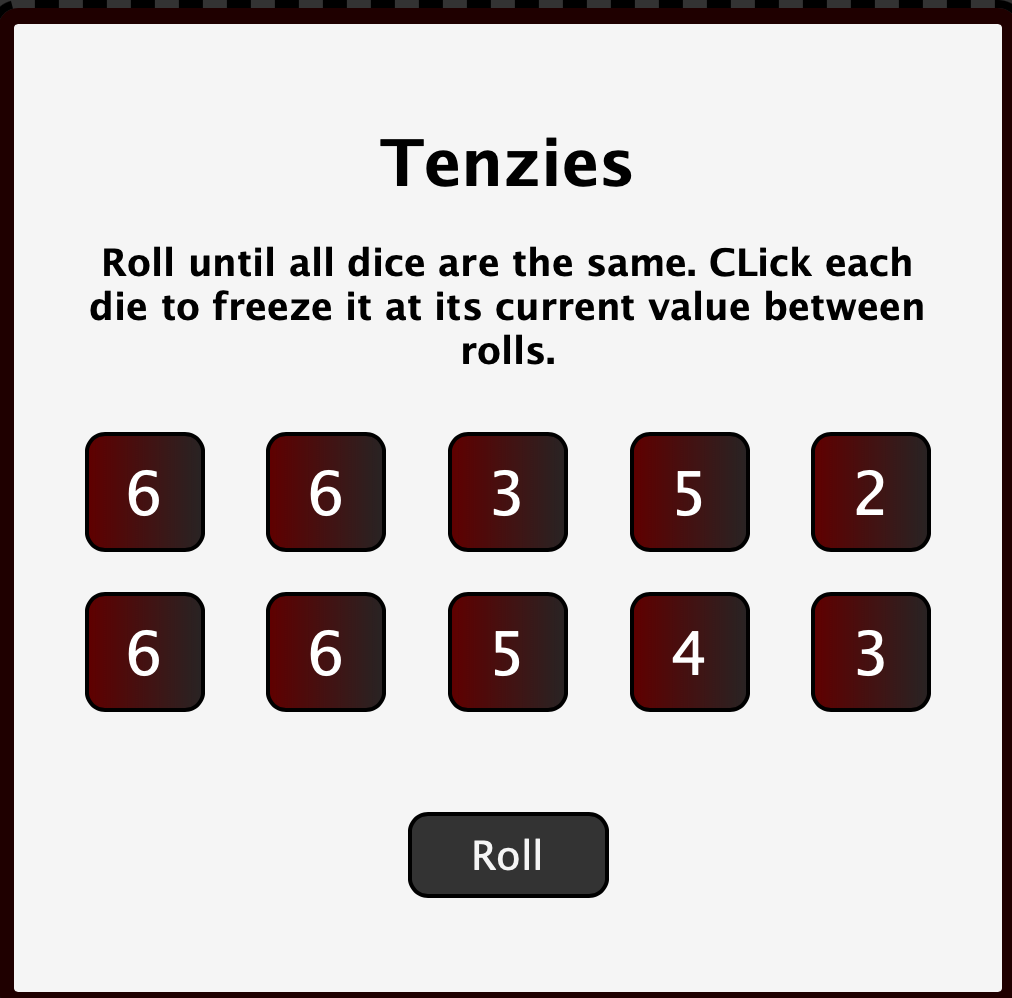 Tenzies
Roll until all dice are the same. CLick each
die to freeze it at its current value between
rolls.
6 6 3 5 2
6 6 5 4 3
Roll